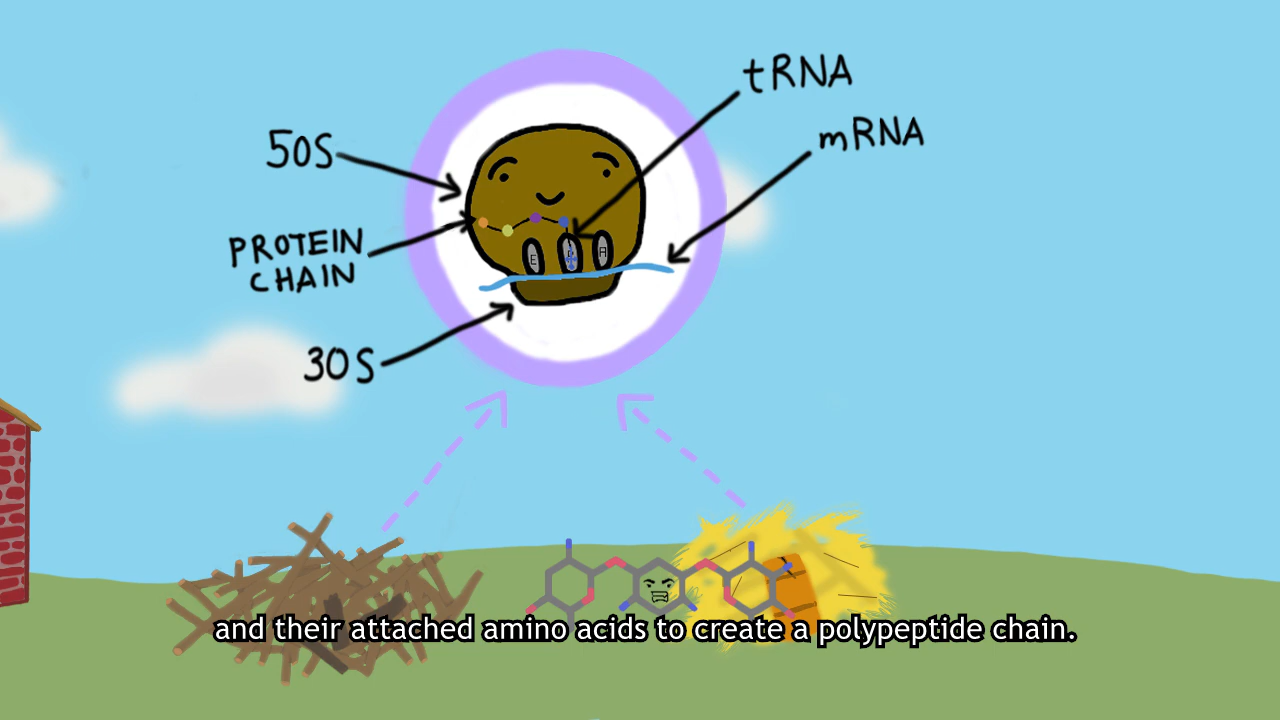 tRNA
mRNA
50S
PROTEIN
CHAIN
E P A
30S
and their attached amino acids to create a polypeptide chain.